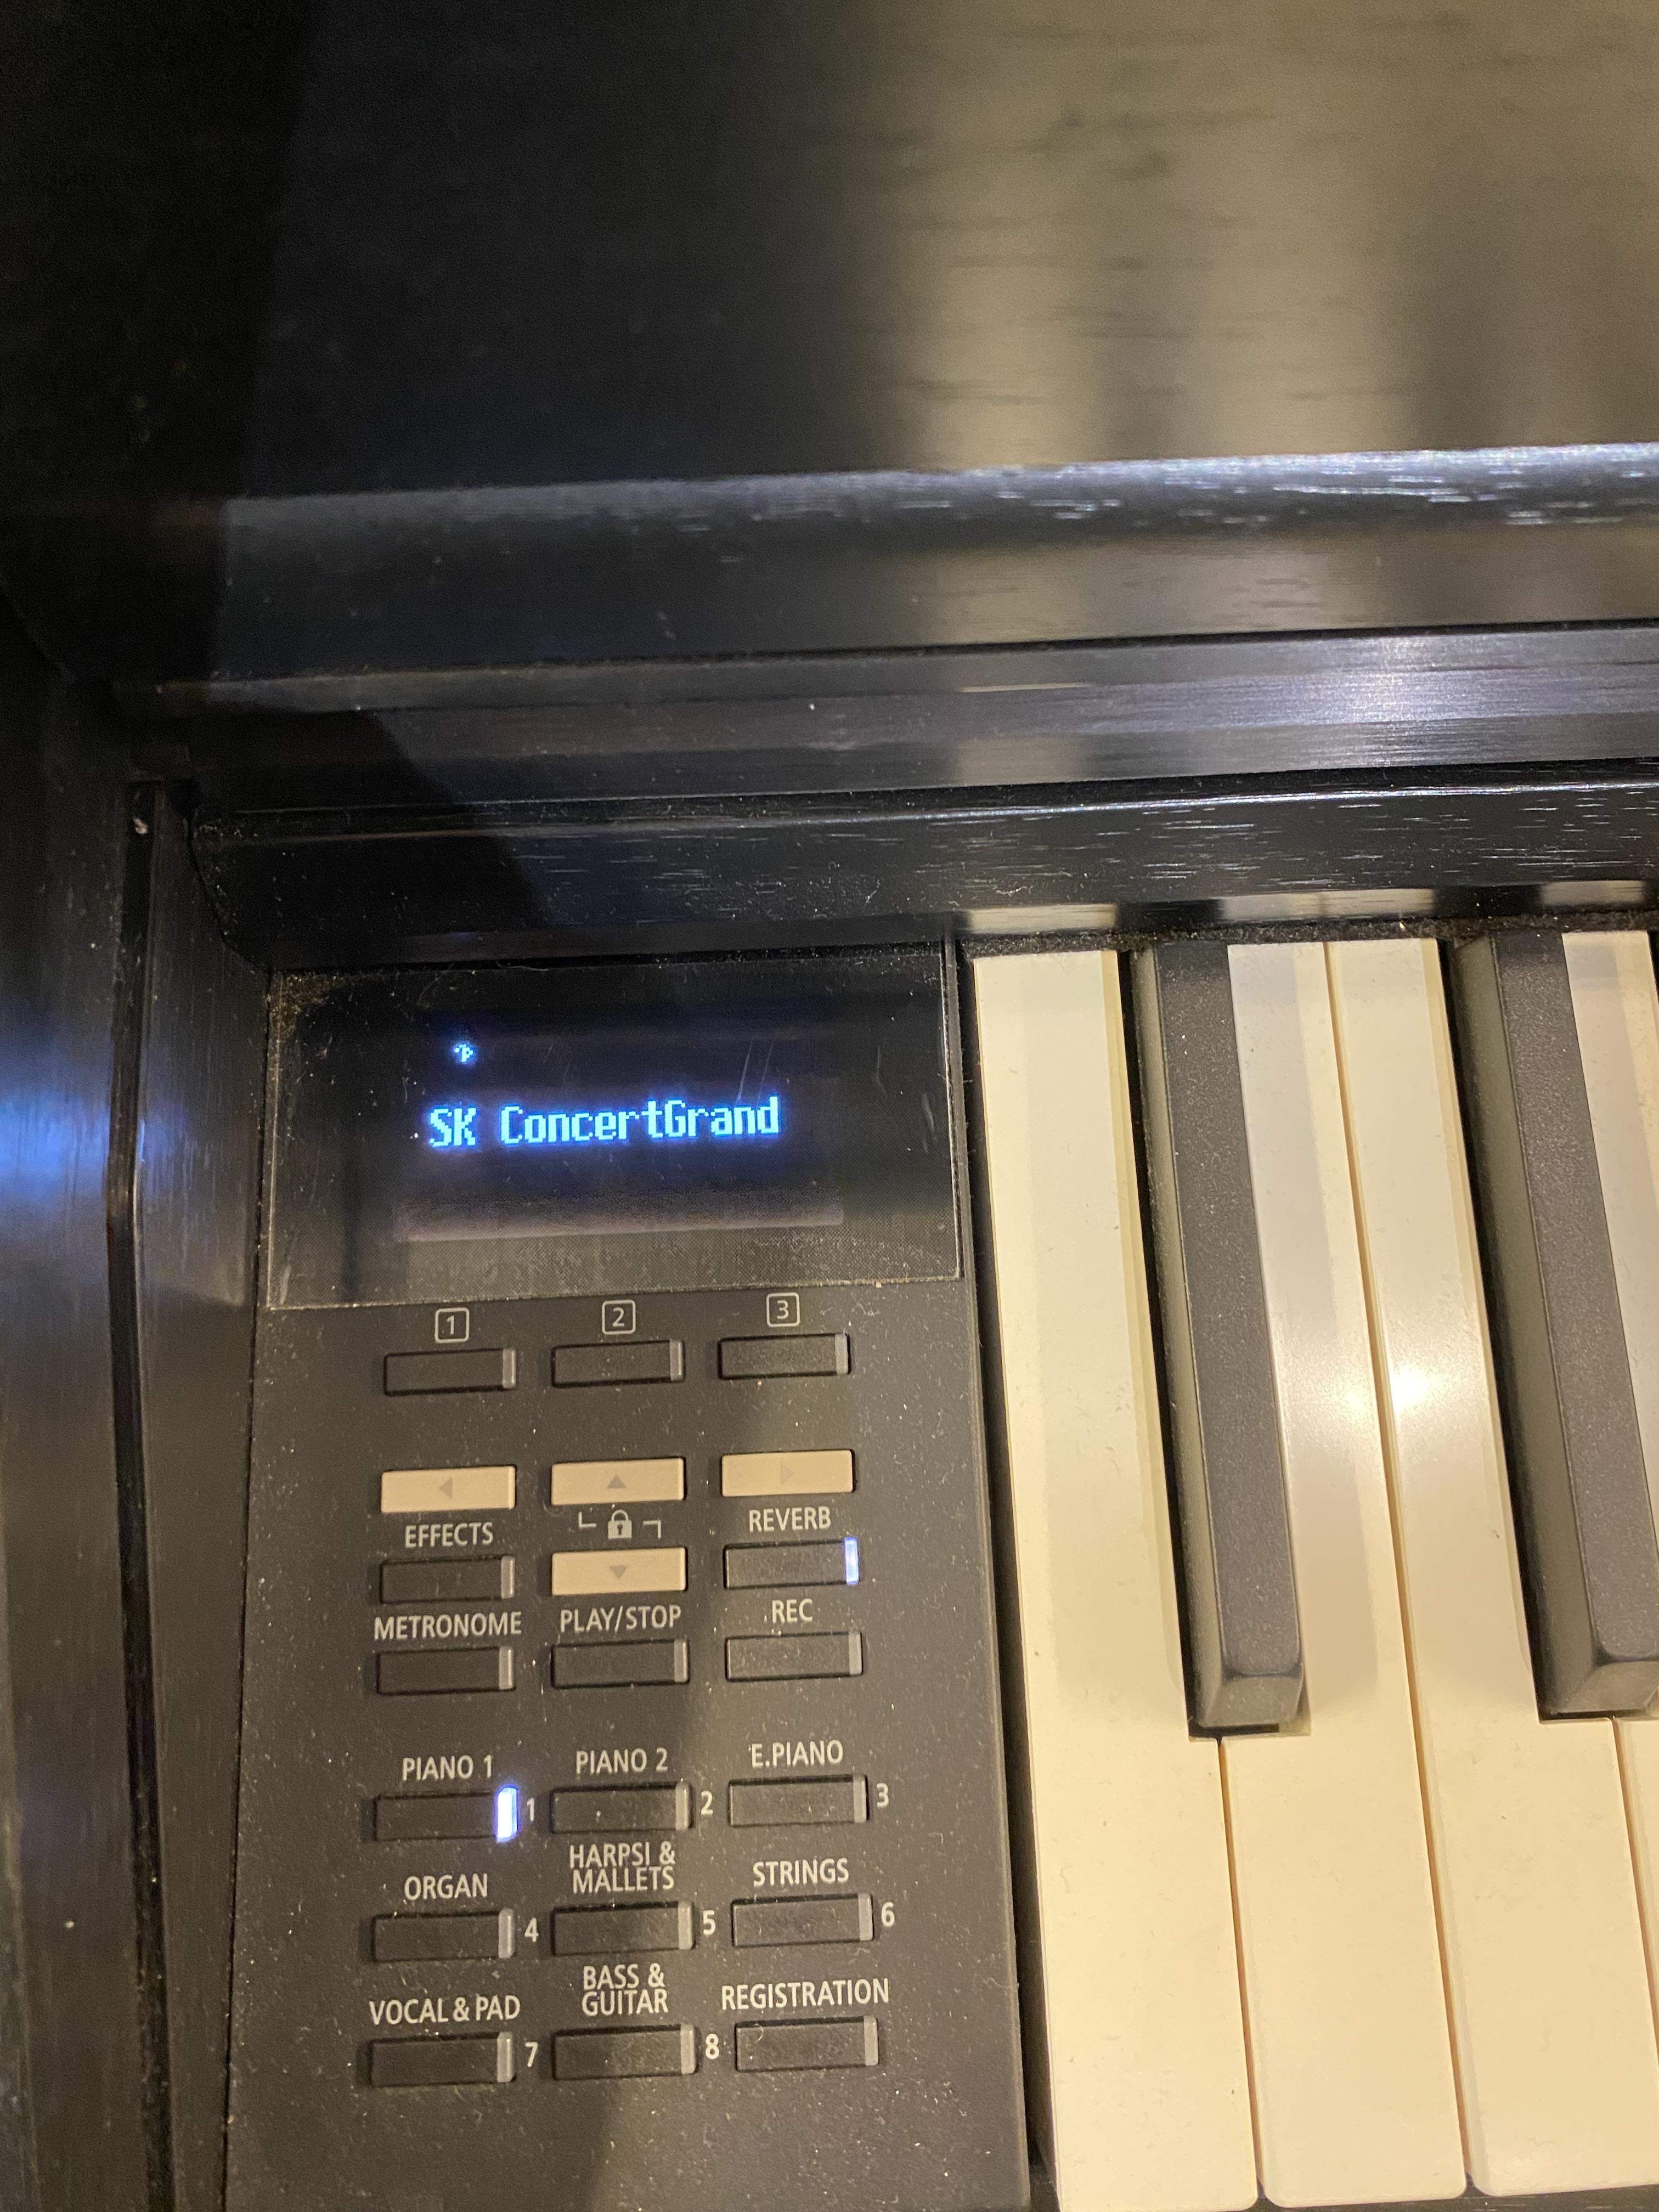 SK ConcertGrand
1 2 3
EFFECTS REVERB
METRONOME PLAY/STOP REC
PIANO 1 PIANO 2 E.PIANO
1 2 3
ORGAN HARPSI & MALLETS STRINGS
4 5 6
VOCAL & PAD BASS & GUITAR REGISTRATION
7 8